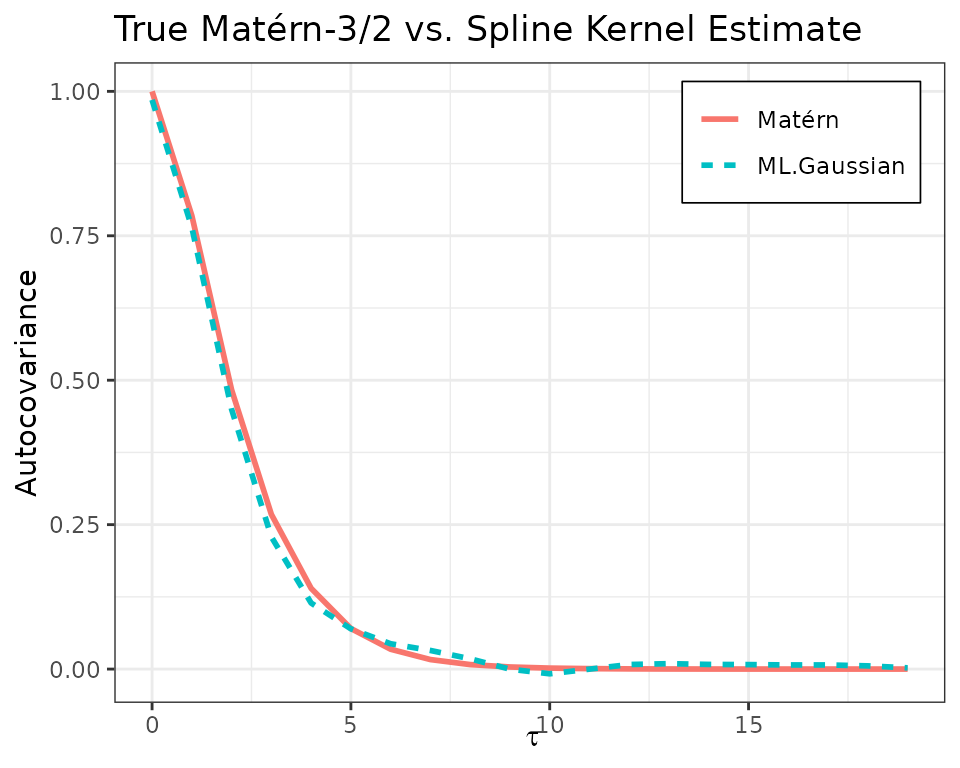 True Matérn-3/2 vs. Spline Kernel Estimate
Matérn
ML.Gaussian
Autocovariance
1.00
0.75
0.50
0.25
0.00
0 5 10 15
τ